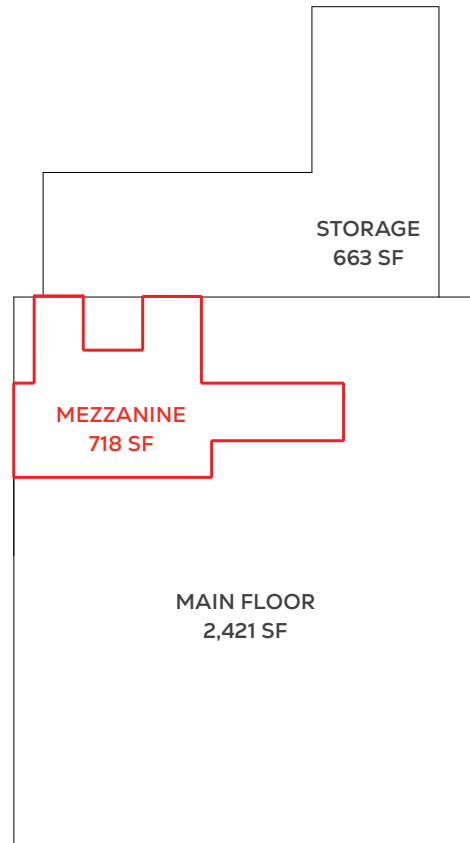 STORAGE
663 SF
MEZZANINE
718 SF
MAIN FLOOR
2,421 SF